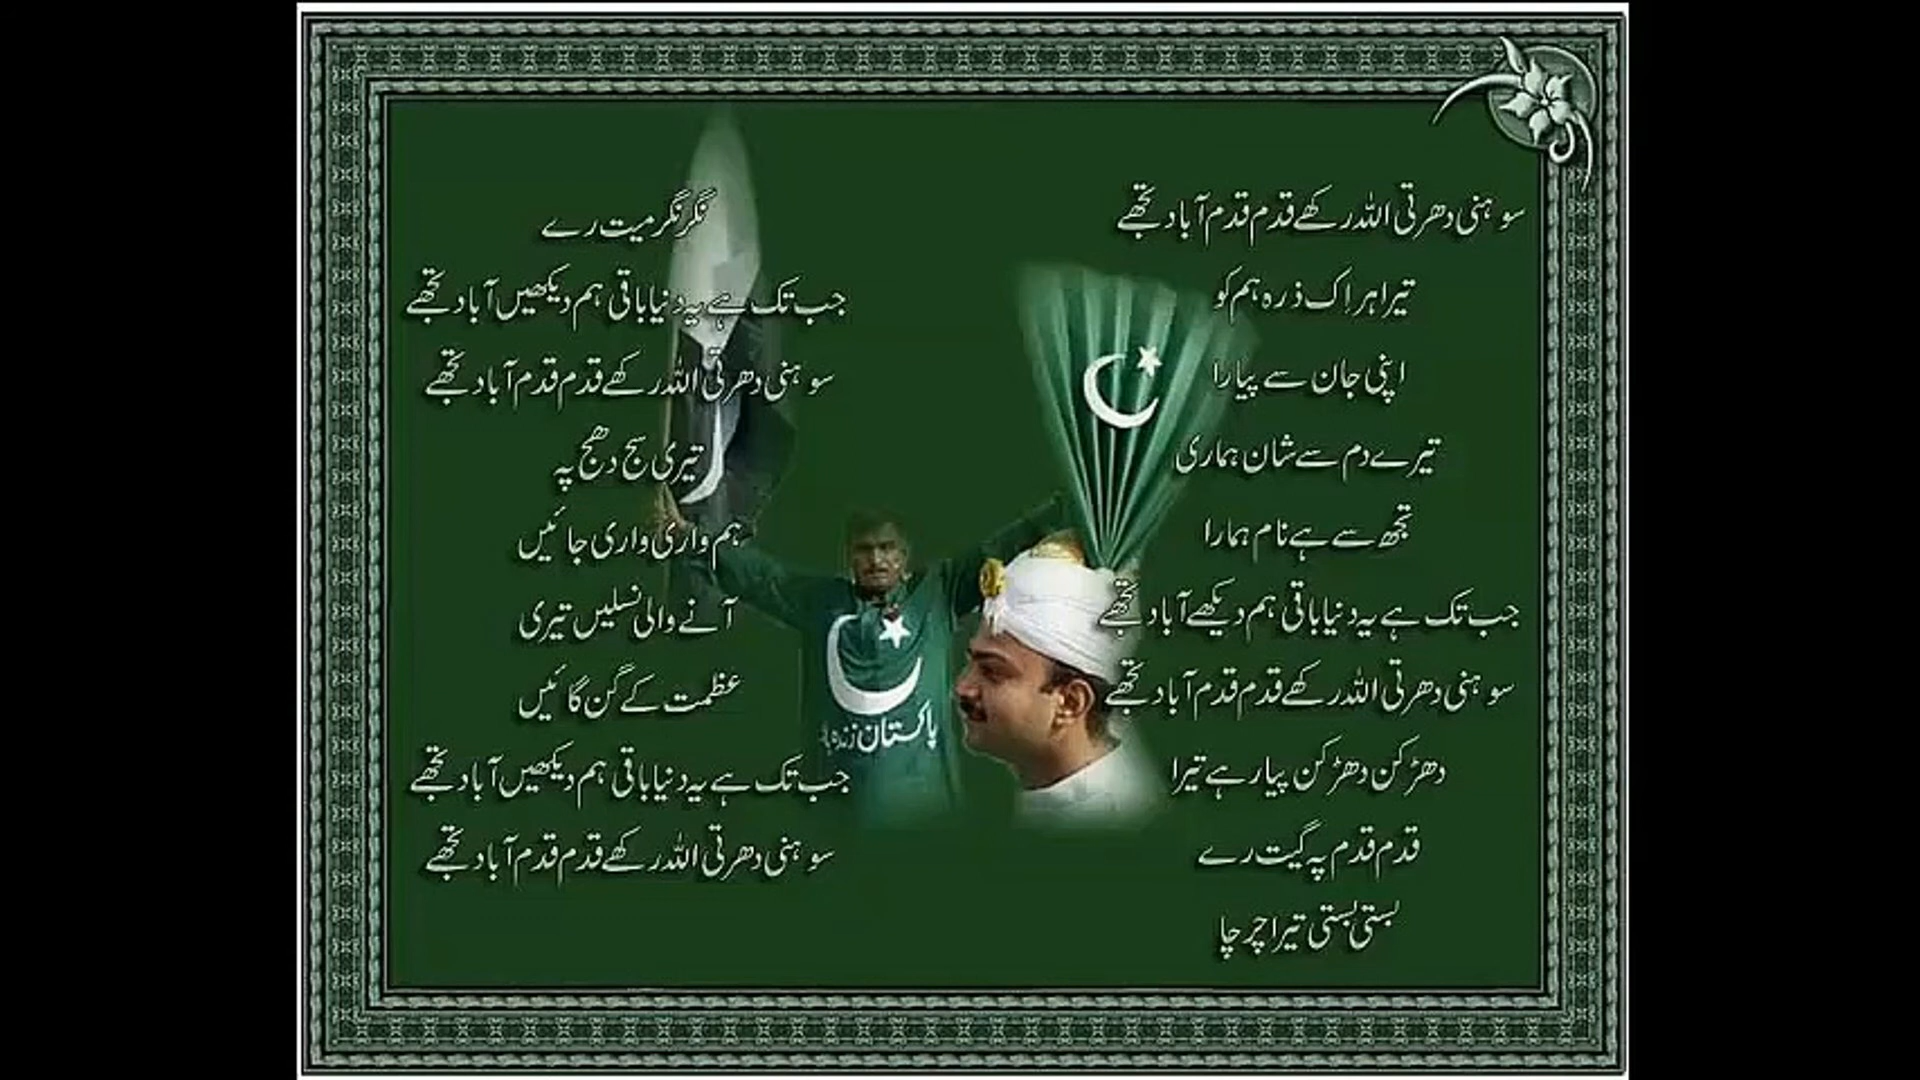 سوہنی دھرتی اللہ رکھے قدم قدم آباد تجھے
تیرا ہر اِک ذرہ ہم کو
اپنی جان سے پیارا
تیرے دم سے شان ہماری
تجھ سے ہے نام ہمارا
جب تک ہے یہ دنیا باقی ہم دیکھے آباد تجھے
سوہنی دھرتی اللہ رکھے قدم قدم آباد تجھے
دھڑکن دھڑکن پیار ہے تیرا
قدم قدم پہ گیت رے
بستی بستی تیرا چرچا
نگر نگر میت رے
جب تک ہے یہ دنیا باقی ہم دیکھیں آباد تجھے
سوہنی دھرتی اللہ رکھے قدم قدم آباد تجھے
تیری سج دھج پہ
ہم واری واری جائیں
آنے والی نسلیں تیری
عظمت کے گن گائیں
جب تک ہے یہ دنیا باقی ہم دیکھیں آباد تجھے
سوہنی دھرتی اللہ رکھے قدم قدم آباد تجھے
پاکستان زندہ باد